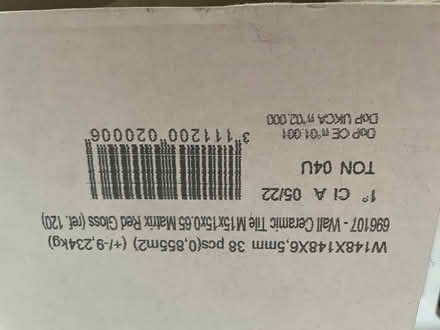 W148X148X6,5mm 38 pcs(0,855m2) (+/-9,234kg)
696107 - Wall Ceramic Tile M15x15x0.65 Matrix Red Gloss (ref. 120)
1° Cl A 05/22
TON 04U
3 111200 020006
DoP CE n°01.001
DoP UKCA n°02.000